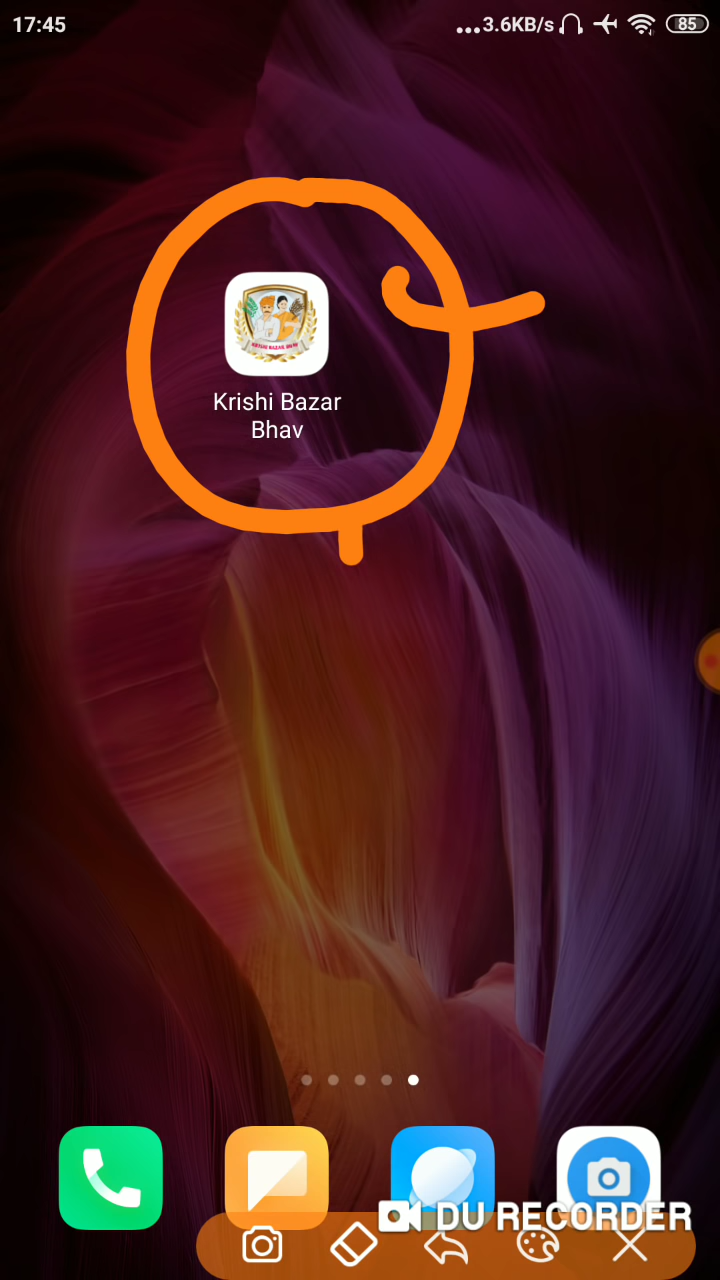 17:45
...3.6KB/s
85
KRISHI BAZAR BHAV
Krishi Bazar
Bhav
DU RECORDER